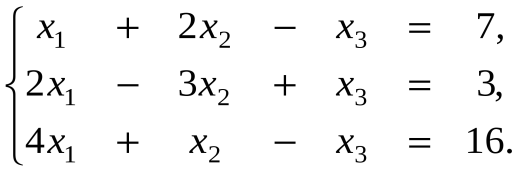 x₁ + 2x₂ − x₃ = 7,
2x₁ − 3x₂ + x₃ = 3,
4x₁ + x₂ − x₃ = 16.